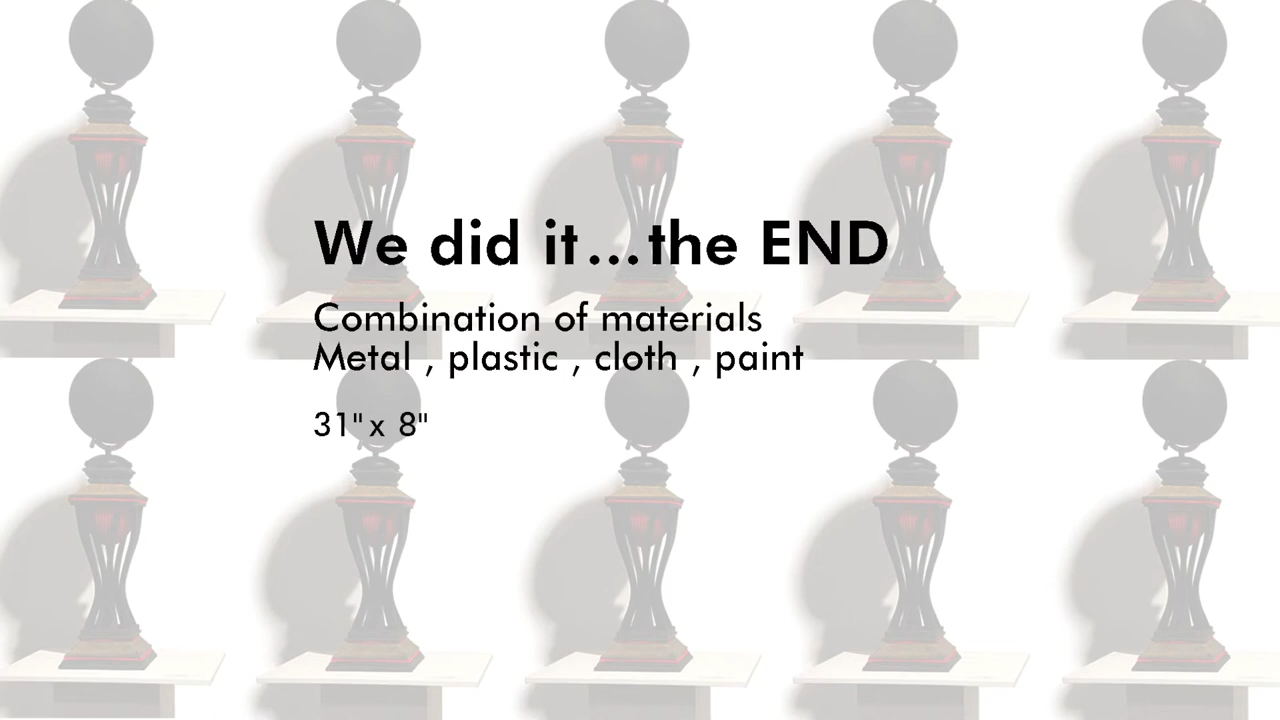 We did it...the END
Combination of materials
Metal , plastic , cloth , paint
31" x 8"